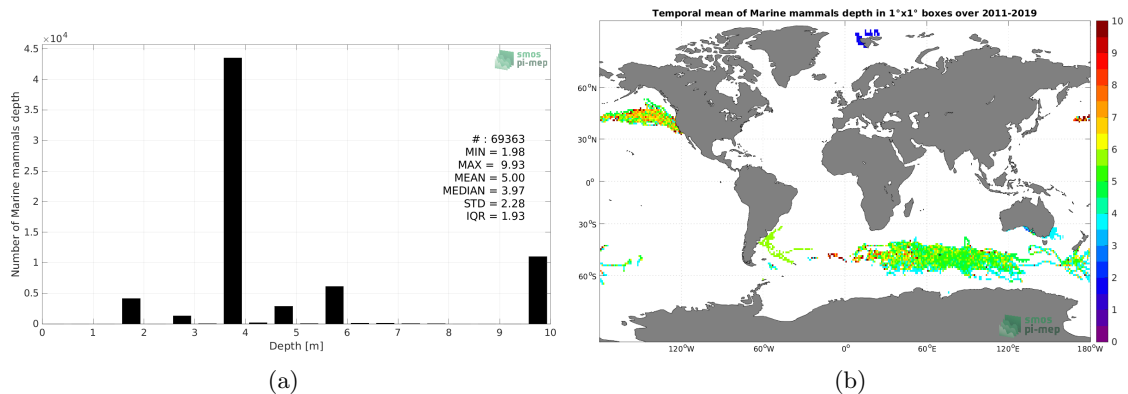 4.5 ×10⁴
4
3.5
3
2.5
2
1.5
1
0.5
0
Number of Marine mammals depth
smos
pi-mep
# : 69363
MIN = 1.98
MAX = 9.93
MEAN = 5.00
MEDIAN = 3.97
STD = 2.28
IQR = 1.93
0 1 2 3 4 5 6 7 8 9 10
Depth [m]
(a)
Temporal mean of Marine mammals depth in 1°x1° boxes over 2011-2019
60°N
30°N
0°
30°S
60°S
120°W 60°W 0° 60°E 120°E 180°W
smos
pi-mep
10
9
8
7
6
5
4
3
2
1
0
(b)